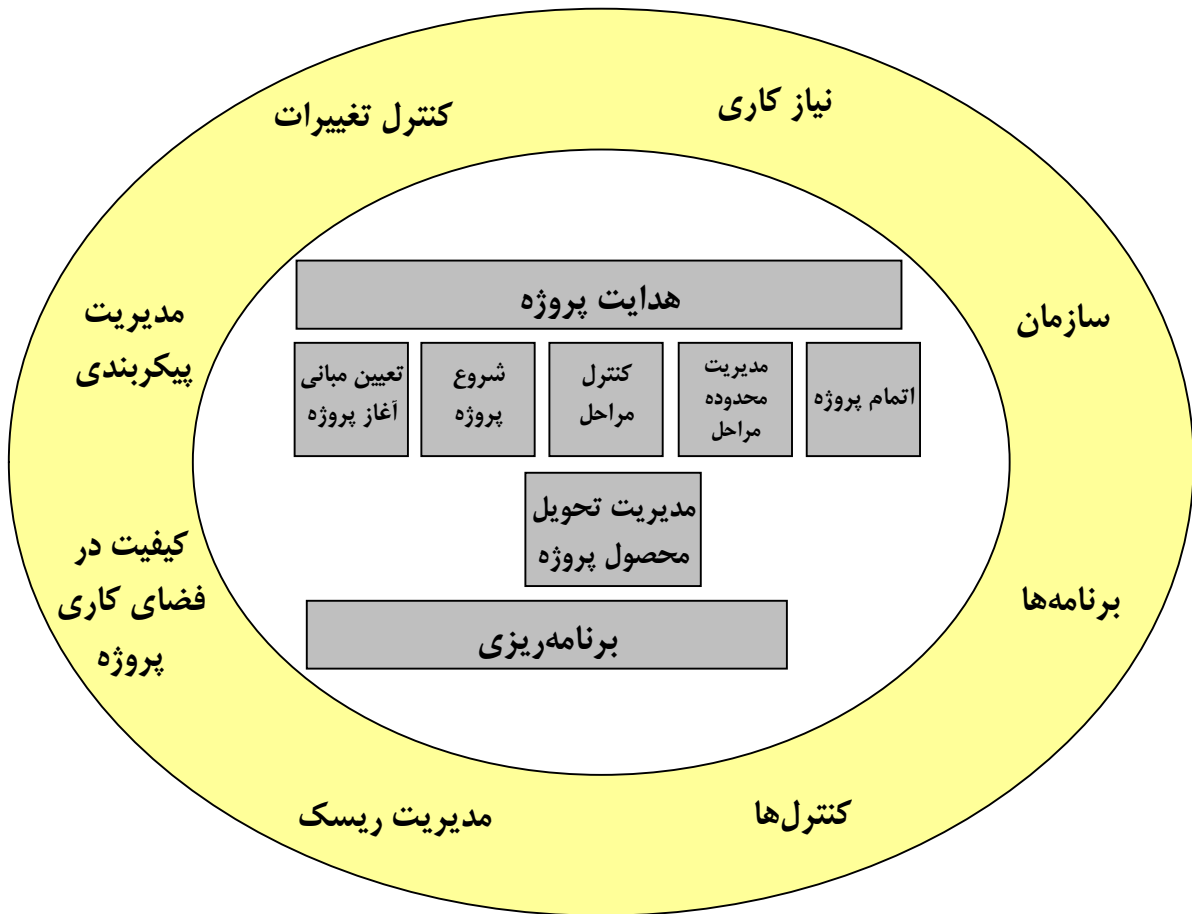 نیاز کاری
کنترل تغییرات
سازمان
مدیریت
پیکربندی
هدایت پروژه
اتمام پروژه
مدیریت
محدوده
مراحل
کنترل
مراحل
شروع
پروژه
تعیین مبانی
آغاز پروژه
مدیریت تحویل
محصول پروژه
برنامه‌ها
کیفیت در
فضای کاری
پروژه
برنامه‌ریزی
کنترل‌ها
مدیریت ریسک